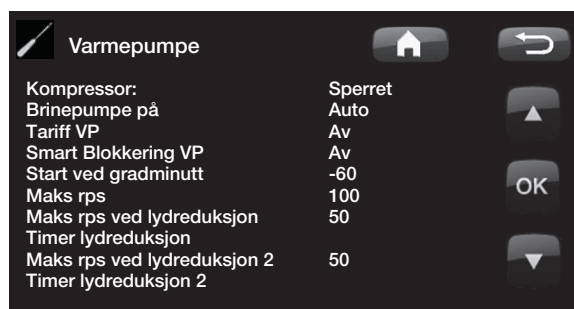 Varmepumpe
Kompressor: Sperret
Brinepumpe på Auto
Tariff VP Av
Smart Blokkering VP Av
Start ved gradminutt -60
Maks rps 100
Maks rps ved lydreduksjon 50
Timer lydreduksjon
Maks rps ved lydreduksjon 2 50
Timer lydreduksjon 2
OK